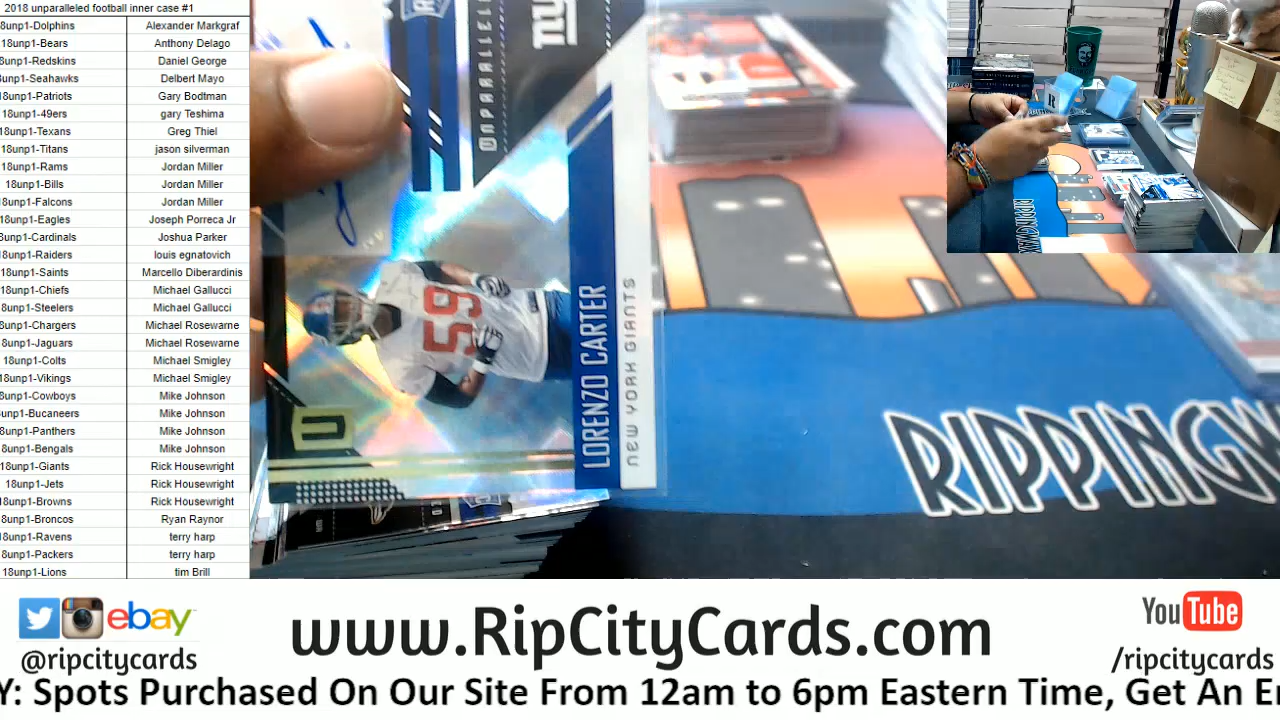 2018 unparalleled football inner case #1
8unp1-Dolphins Alexander Markgraf
18unp1-Bears Anthony Delago
8unp1-Redskins Daniel George
8unp1-Seahawks Delbert Mayo
8unp1-Patriots Gary Bodtman
18unp1-49ers gary Teshima
18unp1-Texans Greg Thiel
18unp1-Titans jason silverman
18unp1-Rams Jordan Miller
18unp1-Bills Jordan Miller
18unp1-Falcons Jordan Miller
18unp1-Eagles Joseph Porreca Jr
8unp1-Cardinals Joshua Parker
18unp1-Raiders louis egnatovich
18unp1-Saints Marcello Diberardinis
18unp1-Chiefs Michael Gallucci
8unp1-Steelers Michael Gallucci
8unp1-Chargers Michael Rosewarne
8unp1-Jaguars Michael Rosewarne
18unp1-Colts Michael Smigley
18unp1-Vikings Michael Smigley
8unp1-Cowboys Mike Johnson
unp1-Bucaneers Mike Johnson
8unp1-Panthers Mike Johnson
8unp1-Bengals Mike Johnson
18unp1-Giants Rick Housewright
18unp1-Jets Rick Housewright
18unp1-Browns Rick Housewright
8unp1-Broncos Ryan Raynor
18unp1-Ravens terry harp
8unp1-Packers terry harp
18unp1-Lions tim Brill
ny
UNPARALLE
59
U
LORENZO CARTER
NEW YORK GIANTS
RIPPINGW
RIPPINGWAX
ebay
@ripcitycards
www.RipCityCards.com
YouTube
/ripcitycards
Y: Spots Purchased On Our Site From 12am to 6pm Eastern Time, Get An E